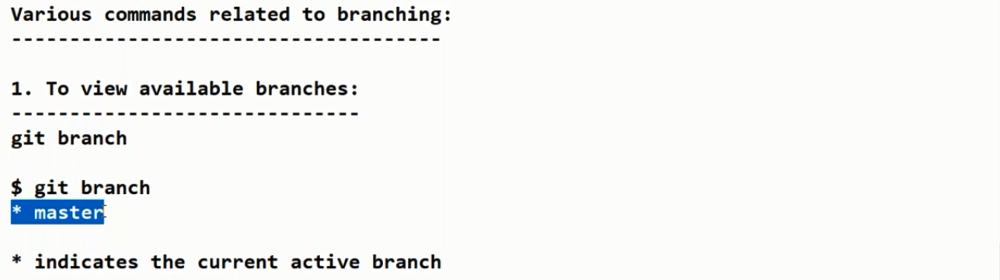 Various commands related to branching:
-------------------------------------
1. To view available branches:
------------------------------
git branch
$ git branch
* master
* indicates the current active branch